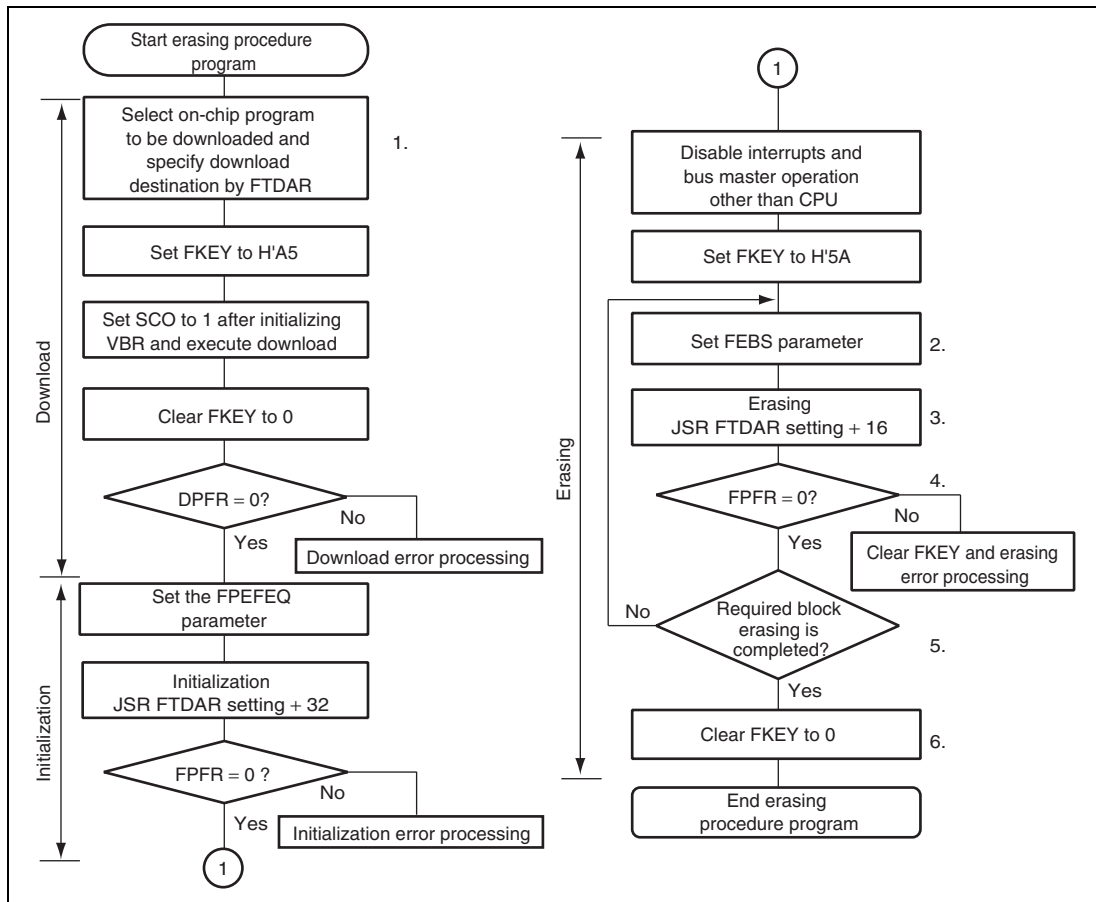 Start erasing procedure
program
Select on-chip program
to be downloaded and
specify download
destination by FTDAR
1.
Set FKEY to H'A5
Set SCO to 1 after initializing
VBR and execute download
Clear FKEY to 0
DPFR = 0?
No
Yes
Download error processing
Download
Set the FPEFEQ
parameter
Initialization
JSR FTDAR setting + 32
FPFR = 0 ?
No
Yes
Initialization error processing
Initialization
1
1
Disable interrupts and
bus master operation
other than CPU
Set FKEY to H'5A
Set FEBS parameter
2.
Erasing
JSR FTDAR setting + 16
3.
4.
FPFR = 0?
No
Yes
Clear FKEY and erasing
error processing
Erasing
No
Required block
erasing is
completed?
5.
Yes
Clear FKEY to 0
6.
End erasing
procedure program